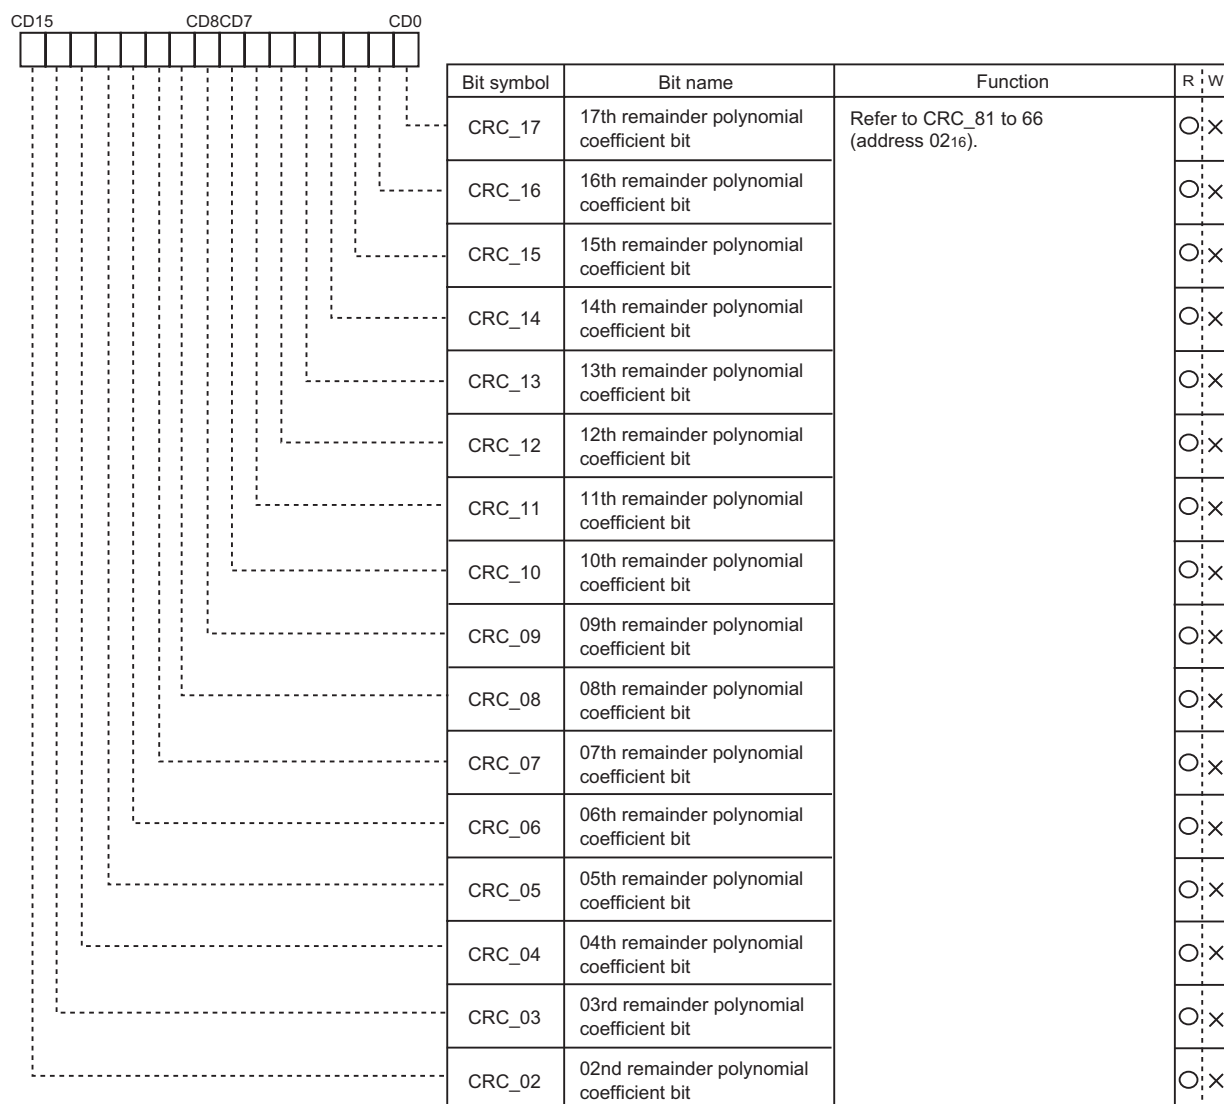 CD15 CD8CD7 CD0
Bit symbol Bit name Function R W
CRC_17 17th remainder polynomial
coefficient bit
Refer to CRC_81 to 66
(address 0216).
O ×
CRC_16 16th remainder polynomial
coefficient bit
O ×
CRC_15 15th remainder polynomial
coefficient bit
O ×
CRC_14 14th remainder polynomial
coefficient bit
O ×
CRC_13 13th remainder polynomial
coefficient bit
O ×
CRC_12 12th remainder polynomial
coefficient bit
O ×
CRC_11 11th remainder polynomial
coefficient bit
O ×
CRC_10 10th remainder polynomial
coefficient bit
O ×
CRC_09 09th remainder polynomial
coefficient bit
O ×
CRC_08 08th remainder polynomial
coefficient bit
O ×
CRC_07 07th remainder polynomial
coefficient bit
O ×
CRC_06 06th remainder polynomial
coefficient bit
O ×
CRC_05 05th remainder polynomial
coefficient bit
O ×
CRC_04 04th remainder polynomial
coefficient bit
O ×
CRC_03 03rd remainder polynomial
coefficient bit
O ×
CRC_02 02nd remainder polynomial
coefficient bit
O ×